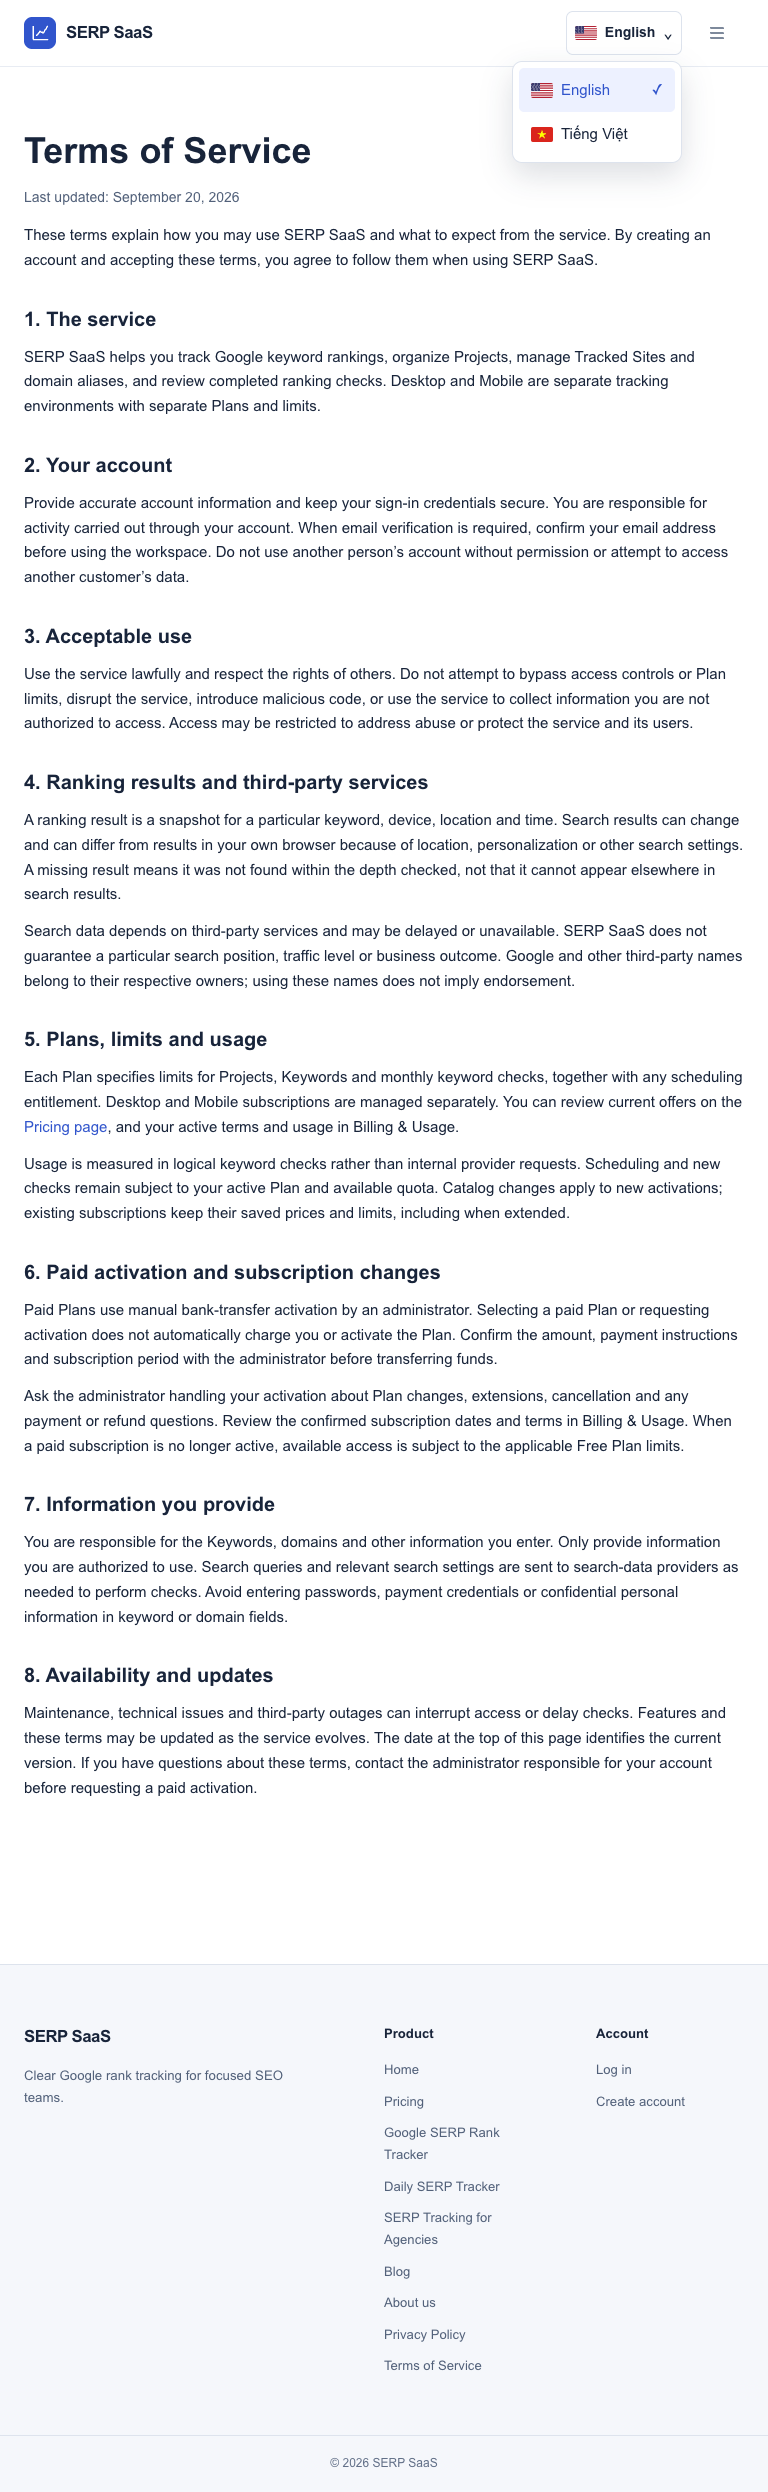 SERP SaaS
English
English
Tiếng Việt
Terms of Service
Last updated: September 20, 2026
These terms explain how you may use SERP SaaS and what to expect from the service. By creating an
account and accepting these terms, you agree to follow them when using SERP SaaS.
1. The service
SERP SaaS helps you track Google keyword rankings, organize Projects, manage Tracked Sites and
domain aliases, and review completed ranking checks. Desktop and Mobile are separate tracking
environments with separate Plans and limits.
2. Your account
Provide accurate account information and keep your sign-in credentials secure. You are responsible for
activity carried out through your account. When email verification is required, confirm your email address
before using the workspace. Do not use another person’s account without permission or attempt to access
another customer’s data.
3. Acceptable use
Use the service lawfully and respect the rights of others. Do not attempt to bypass access controls or Plan
limits, disrupt the service, introduce malicious code, or use the service to collect information you are not
authorized to access. Access may be restricted to address abuse or protect the service and its users.
4. Ranking results and third-party services
A ranking result is a snapshot for a particular keyword, device, location and time. Search results can change
and can differ from results in your own browser because of location, personalization or other search settings.
A missing result means it was not found within the depth checked, not that it cannot appear elsewhere in
search results.
Search data depends on third-party services and may be delayed or unavailable. SERP SaaS does not
guarantee a particular search position, traffic level or business outcome. Google and other third-party names
belong to their respective owners; using these names does not imply endorsement.
5. Plans, limits and usage
Each Plan specifies limits for Projects, Keywords and monthly keyword checks, together with any scheduling
entitlement. Desktop and Mobile subscriptions are managed separately. You can review current offers on the
Pricing page, and your active terms and usage in Billing & Usage.
Usage is measured in logical keyword checks rather than internal provider requests. Scheduling and new
checks remain subject to your active Plan and available quota. Catalog changes apply to new activations;
existing subscriptions keep their saved prices and limits, including when extended.
6. Paid activation and subscription changes
Paid Plans use manual bank-transfer activation by an administrator. Selecting a paid Plan or requesting
activation does not automatically charge you or activate the Plan. Confirm the amount, payment instructions
and subscription period with the administrator before transferring funds.
Ask the administrator handling your activation about Plan changes, extensions, cancellation and any
payment or refund questions. Review the confirmed subscription dates and terms in Billing & Usage. When
a paid subscription is no longer active, available access is subject to the applicable Free Plan limits.
7. Information you provide
You are responsible for the Keywords, domains and other information you enter. Only provide information
you are authorized to use. Search queries and relevant search settings are sent to search-data providers as
needed to perform checks. Avoid entering passwords, payment credentials or confidential personal
information in keyword or domain fields.
8. Availability and updates
Maintenance, technical issues and third-party outages can interrupt access or delay checks. Features and
these terms may be updated as the service evolves. The date at the top of this page identifies the current
version. If you have questions about these terms, contact the administrator responsible for your account
before requesting a paid activation.
SERP SaaS
Clear Google rank tracking for focused SEO
teams.
Product
Home
Pricing
Google SERP Rank
Tracker
Daily SERP Tracker
SERP Tracking for
Agencies
Blog
About us
Privacy Policy
Terms of Service
Account
Log in
Create account
© 2026 SERP SaaS